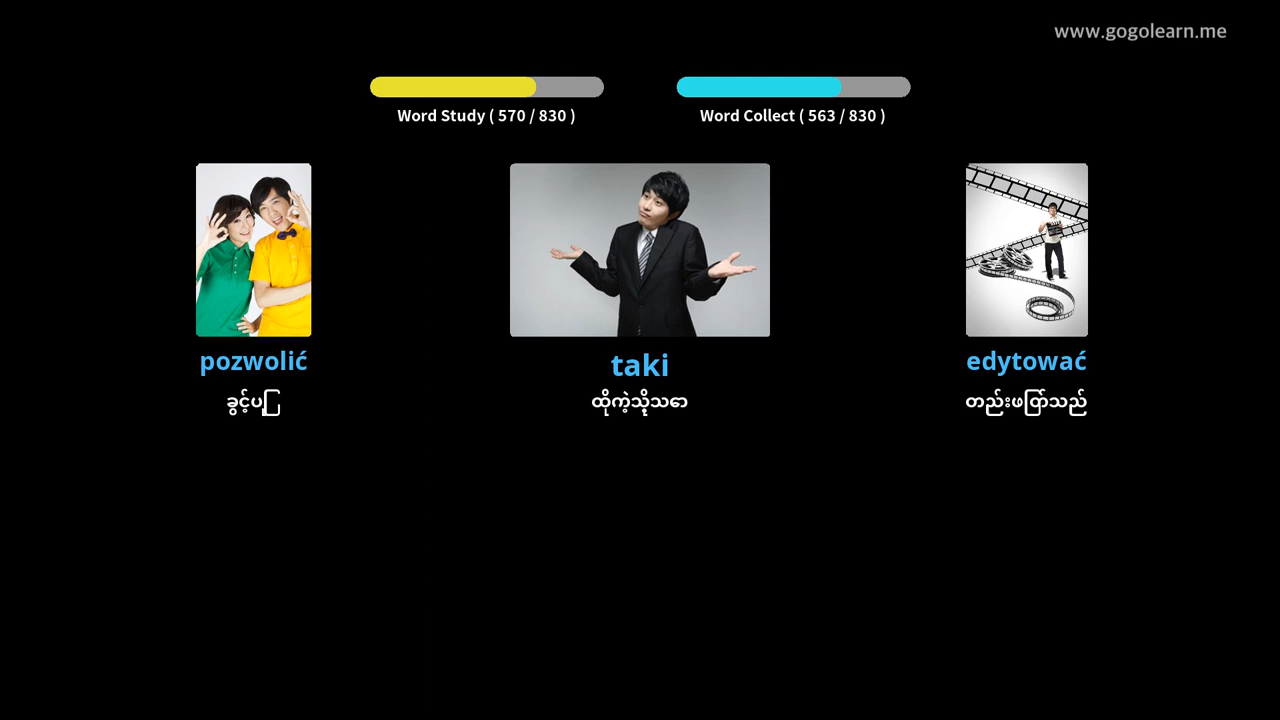 www.gogolearn.me
Word Study ( 570 / 830 )
Word Collect ( 563 / 830 )
pozwolić
ခွင့်ပြု
taki
ထိုကဲ့သို့သော
edytować
တည်းဖြတ်သည်